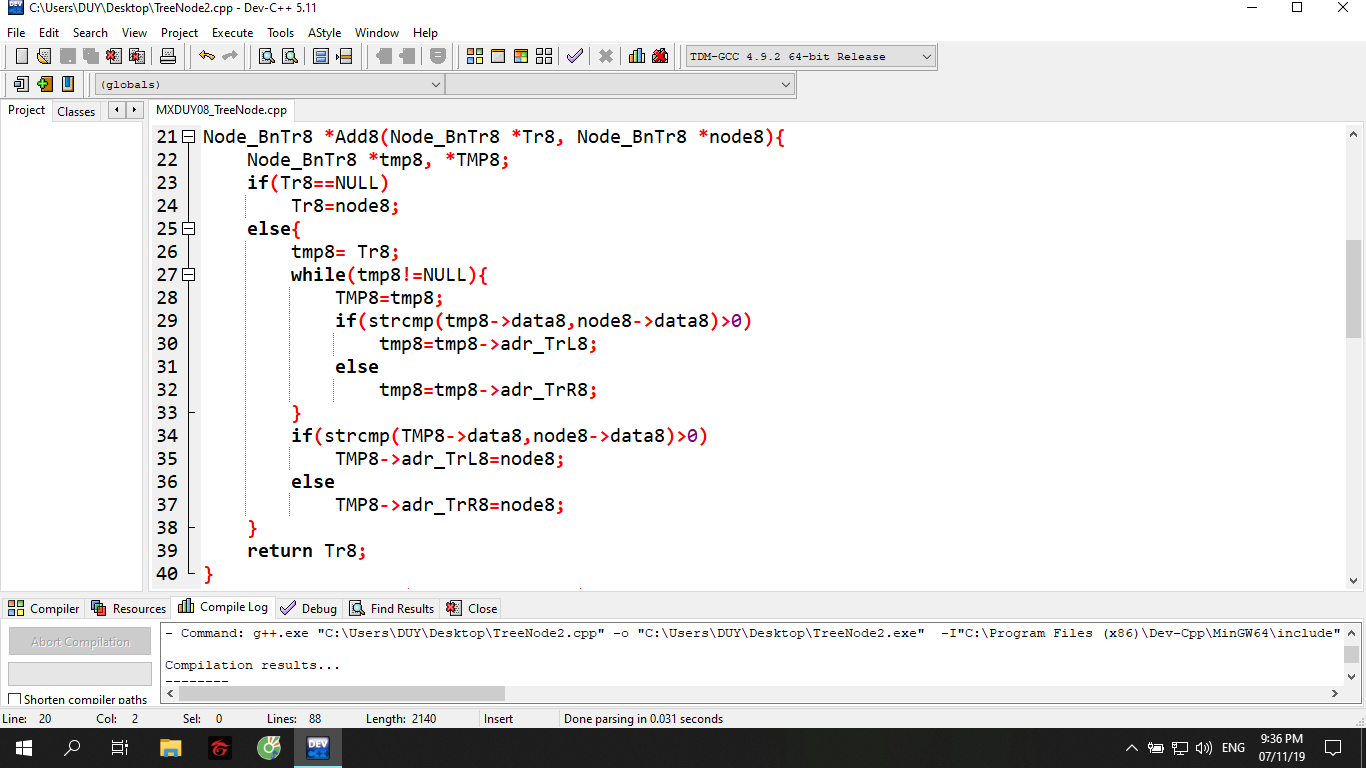 C:\Users\DUY\Desktop\TreeNode2.cpp - Dev-C++ 5.11
File Edit Search View Project Execute Tools AStyle Window Help
TDM-GCC 4.9.2 64-bit Release
(globals)
Project Classes MXDUY08_TreeNode.cpp
21 Node_BnTr8 *Add8(Node_BnTr8 *Tr8, Node_BnTr8 *node8){
22 Node_BnTr8 *tmp8, *TMP8;
23 if(Tr8==NULL)
24 Tr8=node8;
25 else{
26 tmp8= Tr8;
27 while(tmp8!=NULL){
28 TMP8=tmp8;
29 if(strcmp(tmp8->data8,node8->data8)>0)
30 tmp8=tmp8->adr_TrL8;
31 else
32 tmp8=tmp8->adr_TrR8;
33 }
34 if(strcmp(TMP8->data8,node8->data8)>0)
35 TMP8->adr_TrL8=node8;
36 else
37 TMP8->adr_TrR8=node8;
38 }
39 return Tr8;
40 }
Compiler Resources Compile Log Debug Find Results Close
Abort Compilation
- Command: g++.exe "C:\Users\DUY\Desktop\TreeNode2.cpp" -o "C:\Users\DUY\Desktop\TreeNode2.exe" -I"C:\Program Files (x86)\Dev-Cpp\MinGW64\include"
Compilation results...
--------
Shorten compiler paths
Line: 20 Col: 2 Sel: 0 Lines: 88 Length: 2140 Insert Done parsing in 0.031 seconds
DEV C++
ENG
9:36 PM
07/11/19